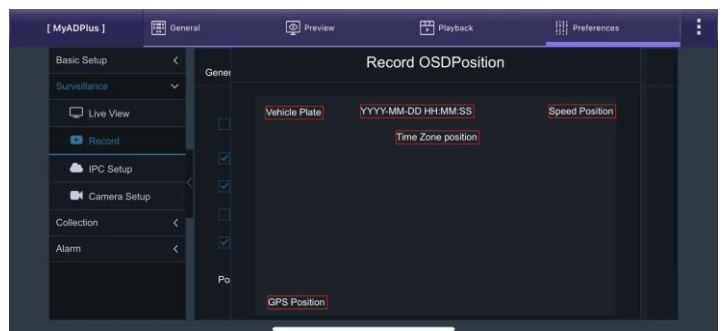 [ MyADPlus ] General Preview Playback Preferences
Basic Setup
Surveillance
Live View
Record
IPC Setup
Camera Setup
Collection
Alarm
Gener
Po
Record OSDPosition
Vehicle Plate YYYY-MM-DD HH:MM:SS Speed Position
Time Zone position
GPS Position